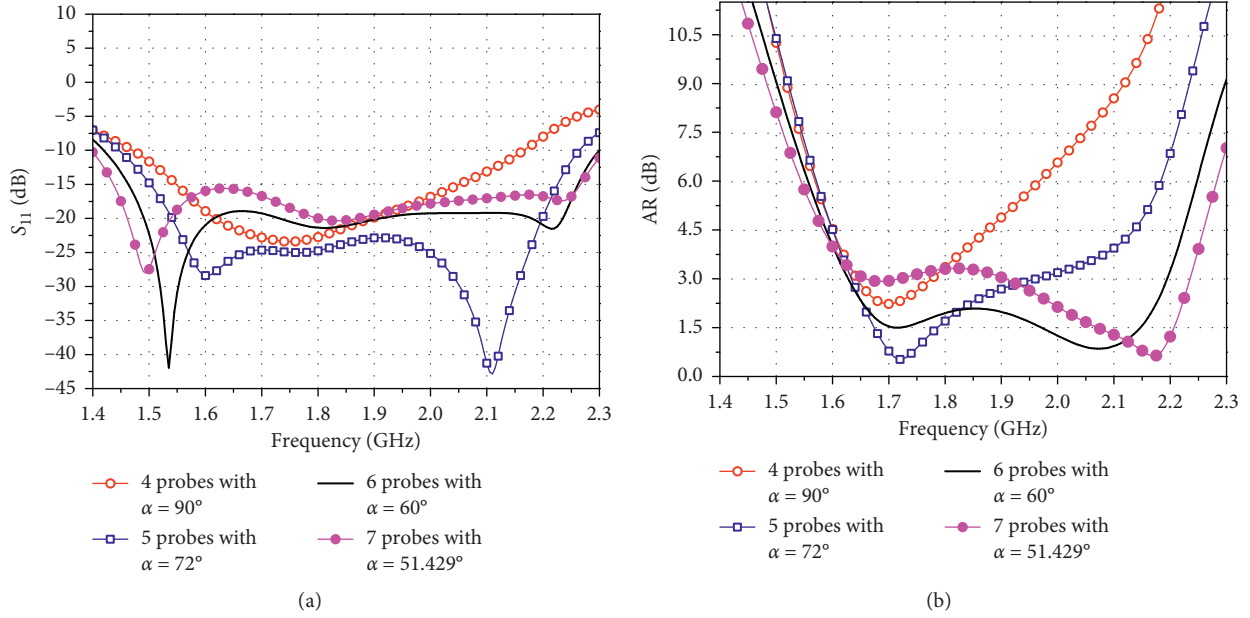 10
5
0
−5
−10
−15
−20
−25
−30
−35
−40
−45
S11 (dB)
1.4 1.5 1.6 1.7 1.8 1.9 2.0 2.1 2.2 2.3
Frequency (GHz)
4 probes with
α = 90°
6 probes with
α = 60°
5 probes with
α = 72°
7 probes with
α = 51.429°
(a)
10.5
9.0
7.5
6.0
4.5
3.0
1.5
0.0
AR (dB)
1.4 1.5 1.6 1.7 1.8 1.9 2.0 2.1 2.2 2.3
Frequency (GHz)
4 probes with
α = 90°
6 probes with
α = 60°
5 probes with
α = 72°
7 probes with
α = 51.429°
(b)